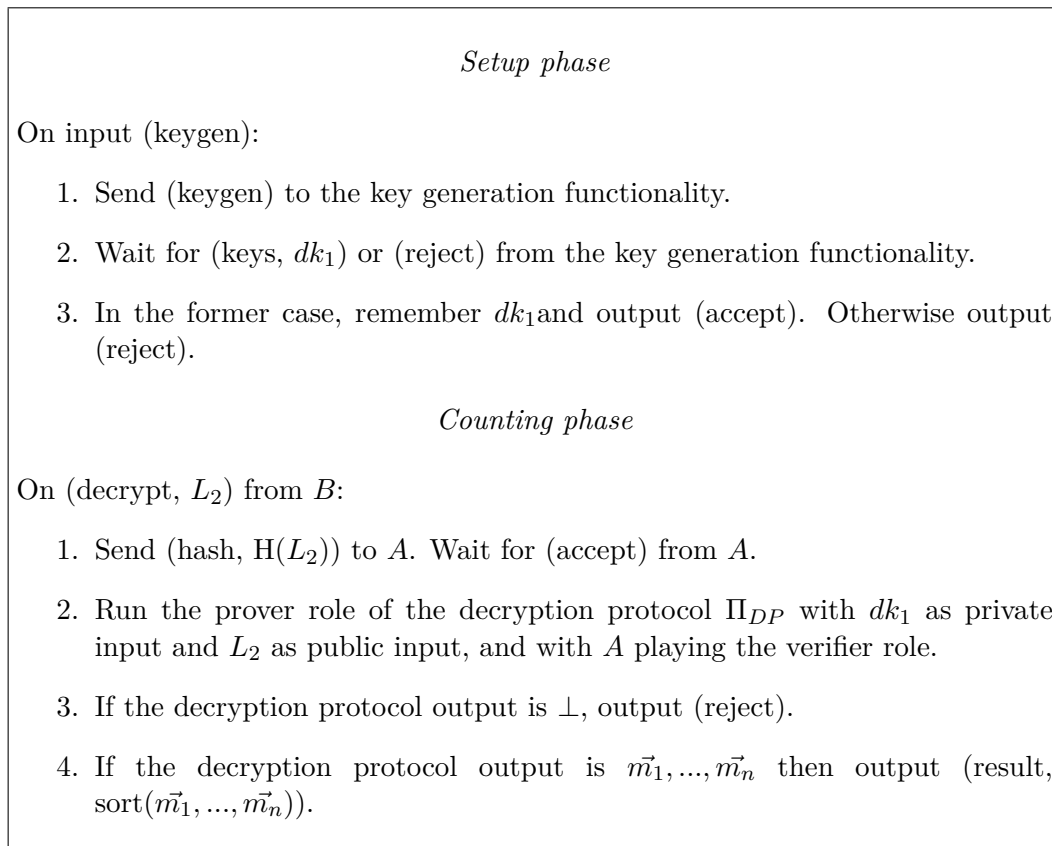 Setup phase
On input (keygen):
1. Send (keygen) to the key generation functionality.
2. Wait for (keys, dk₁) or (reject) from the key generation functionality.
3. In the former case, remember dk₁and output (accept). Otherwise output
(reject).
Counting phase
On (decrypt, L₂) from B:
1. Send (hash, H(L₂)) to A. Wait for (accept) from A.
2. Run the prover role of the decryption protocol Π_DP with dk₁ as private
input and L₂ as public input, and with A playing the verifier role.
3. If the decryption protocol output is ⊥, output (reject).
4. If the decryption protocol output is m⃗₁, ..., m⃗ₙ then output (result,
sort(m⃗₁, ..., m⃗ₙ)).